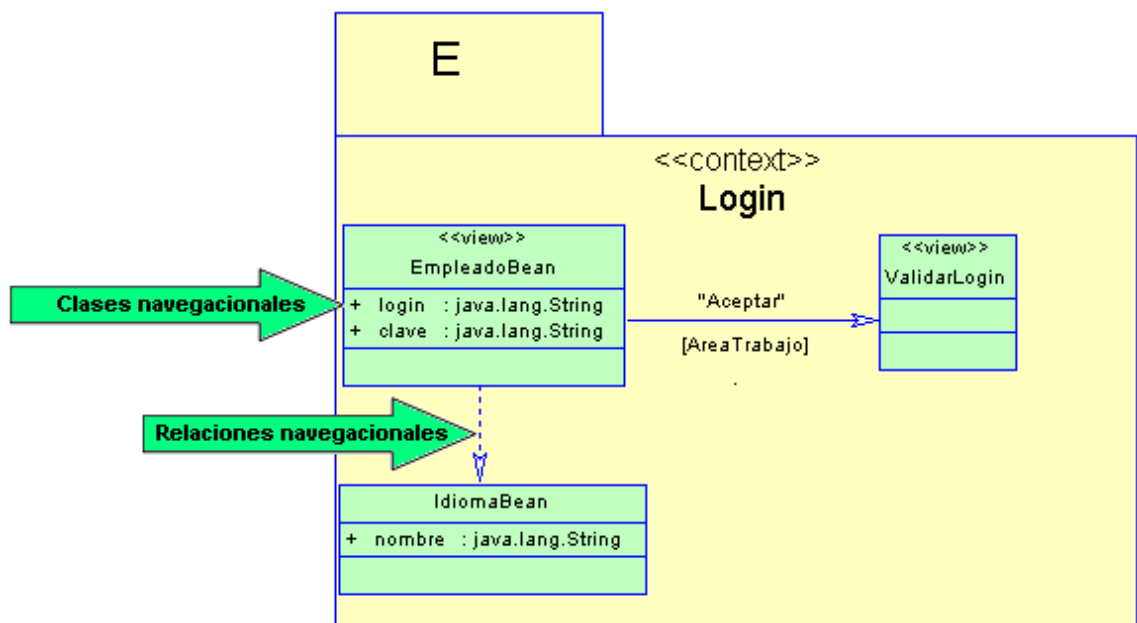 E
<<context>>
Login
<<view>>
EmpleadoBean
+ login : java.lang.String
+ clave : java.lang.String
Clases navegacionales
"Aceptar"
[AreaTrabajo]
.
<<view>>
ValidarLogin
Relaciones navegacionales
IdiomaBean
+ nombre : java.lang.String